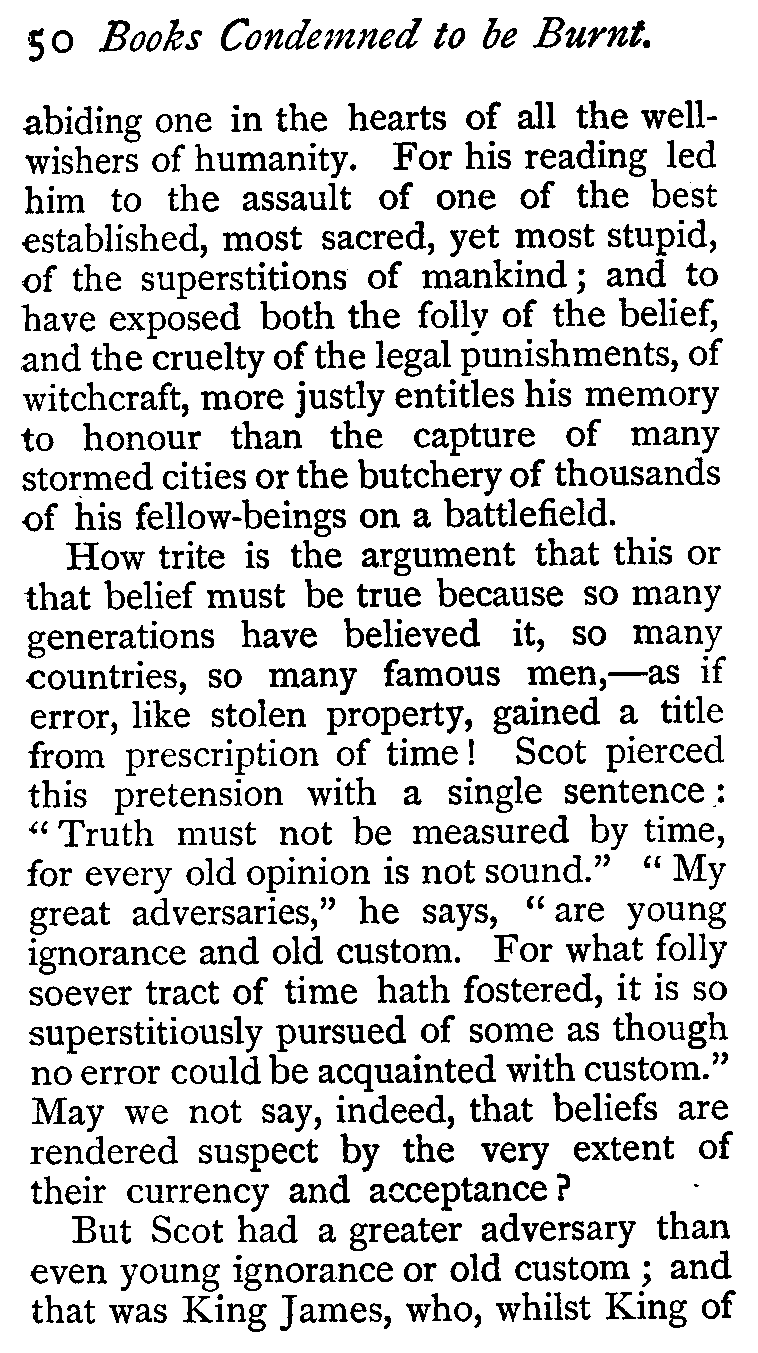 50 Books Condemned to be Burnt.
abiding one in the hearts of all the well-
wishers of humanity. For his reading led
him to the assault of one of the best
established, most sacred, yet most stupid,
of the superstitions of mankind; and to
have exposed both the folly of the belief,
and the cruelty of the legal punishments, of
witchcraft, more justly entitles his memory
to honour than the capture of many
stormed cities or the butchery of thousands
of his fellow-beings on a battlefield.
How trite is the argument that this or
that belief must be true because so many
generations have believed it, so many
countries, so many famous men,—as if
error, like stolen property, gained a title
from prescription of time! Scot pierced
this pretension with a single sentence:
“Truth must not be measured by time,
for every old opinion is not sound.” “My
great adversaries,” he says, “are young
ignorance and old custom. For what folly
soever tract of time hath fostered, it is so
superstitiously pursued of some as though
no error could be acquainted with custom.”
May we not say, indeed, that beliefs are
rendered suspect by the very extent of
their currency and acceptance?
But Scot had a greater adversary than
even young ignorance or old custom; and
that was King James, who, whilst King of